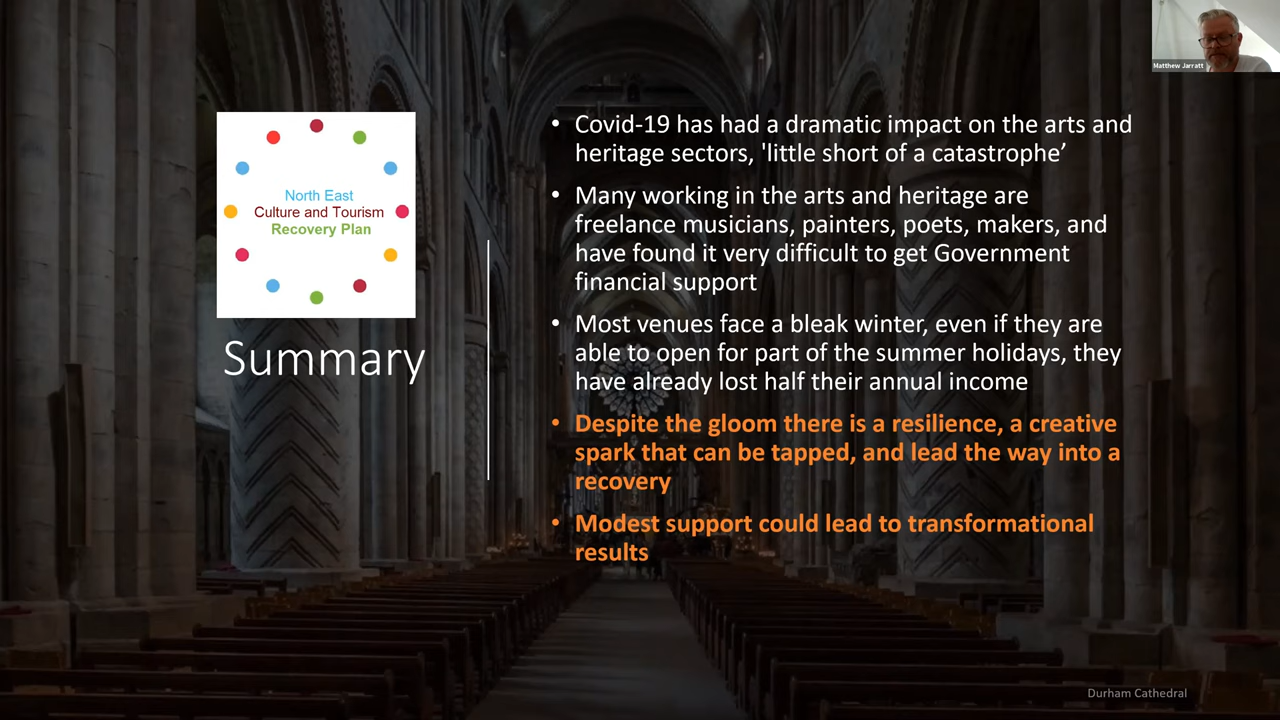 Matthew Jarratt
North East
Culture and Tourism
Recovery Plan
Summary
• Covid-19 has had a dramatic impact on the arts and
heritage sectors, 'little short of a catastrophe’
• Many working in the arts and heritage are
freelance musicians, painters, poets, makers, and
have found it very difficult to get Government
financial support
• Most venues face a bleak winter, even if they are
able to open for part of the summer holidays, they
have already lost half their annual income
• Despite the gloom there is a resilience, a creative
spark that can be tapped, and lead the way into a
recovery
• Modest support could lead to transformational
results
Durham Cathedral